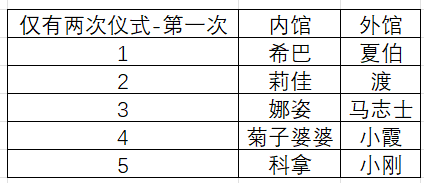 仅有两次仪式-第一次 内馆 外馆
1 希巴 夏伯
2 莉佳 渡
3 娜姿 马志士
4 菊子婆婆 小霞
5 科拿 小刚